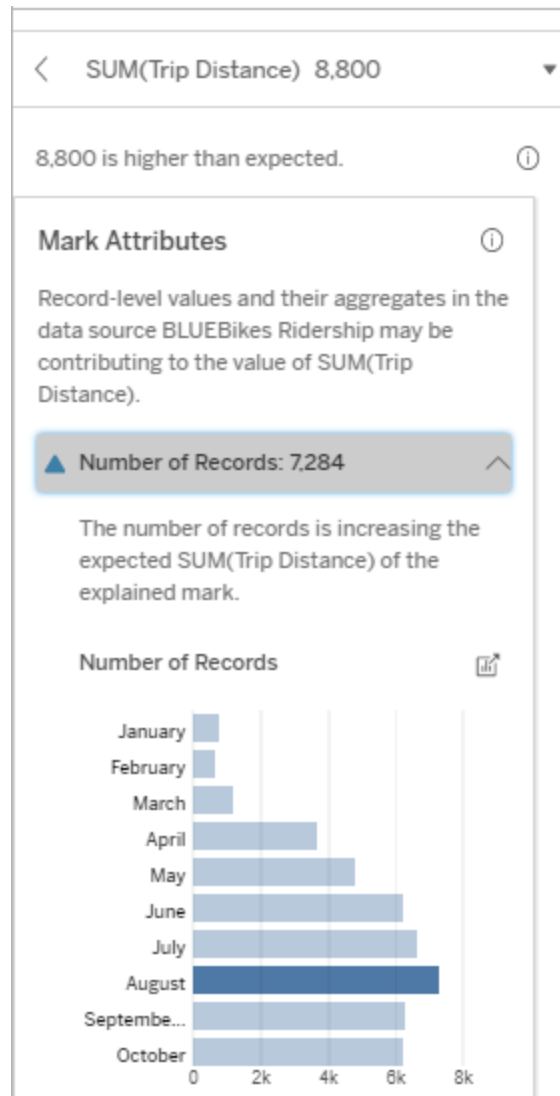 SUM(Trip Distance) 8,800
8,800 is higher than expected.
Mark Attributes
Record-level values and their aggregates in the
data source BLUEBikes Ridership may be
contributing to the value of SUM(Trip
Distance).
Number of Records: 7,284
The number of records is increasing the
expected SUM(Trip Distance) of the
explained mark.
Number of Records
January
February
March
April
May
June
July
August
Septembe...
October
0 2k 4k 6k 8k